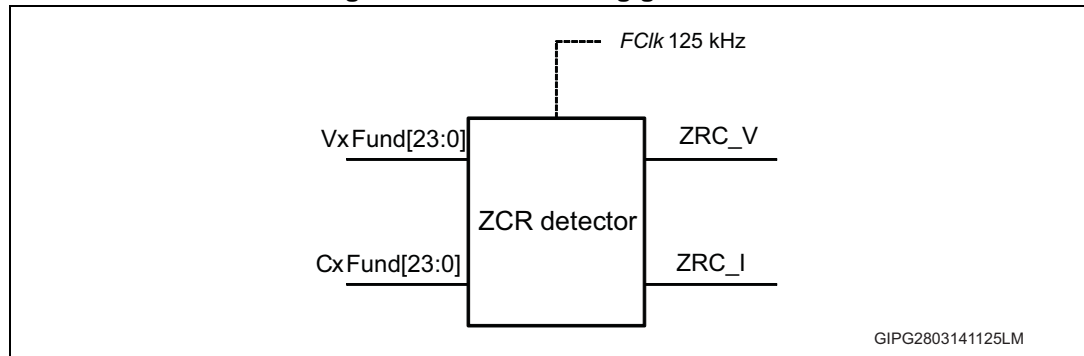 FClk 125 kHz
VxFund[23:0]
ZRC_V
ZCR detector
CxFund[23:0]
ZRC_I
GIPG2803141125LM